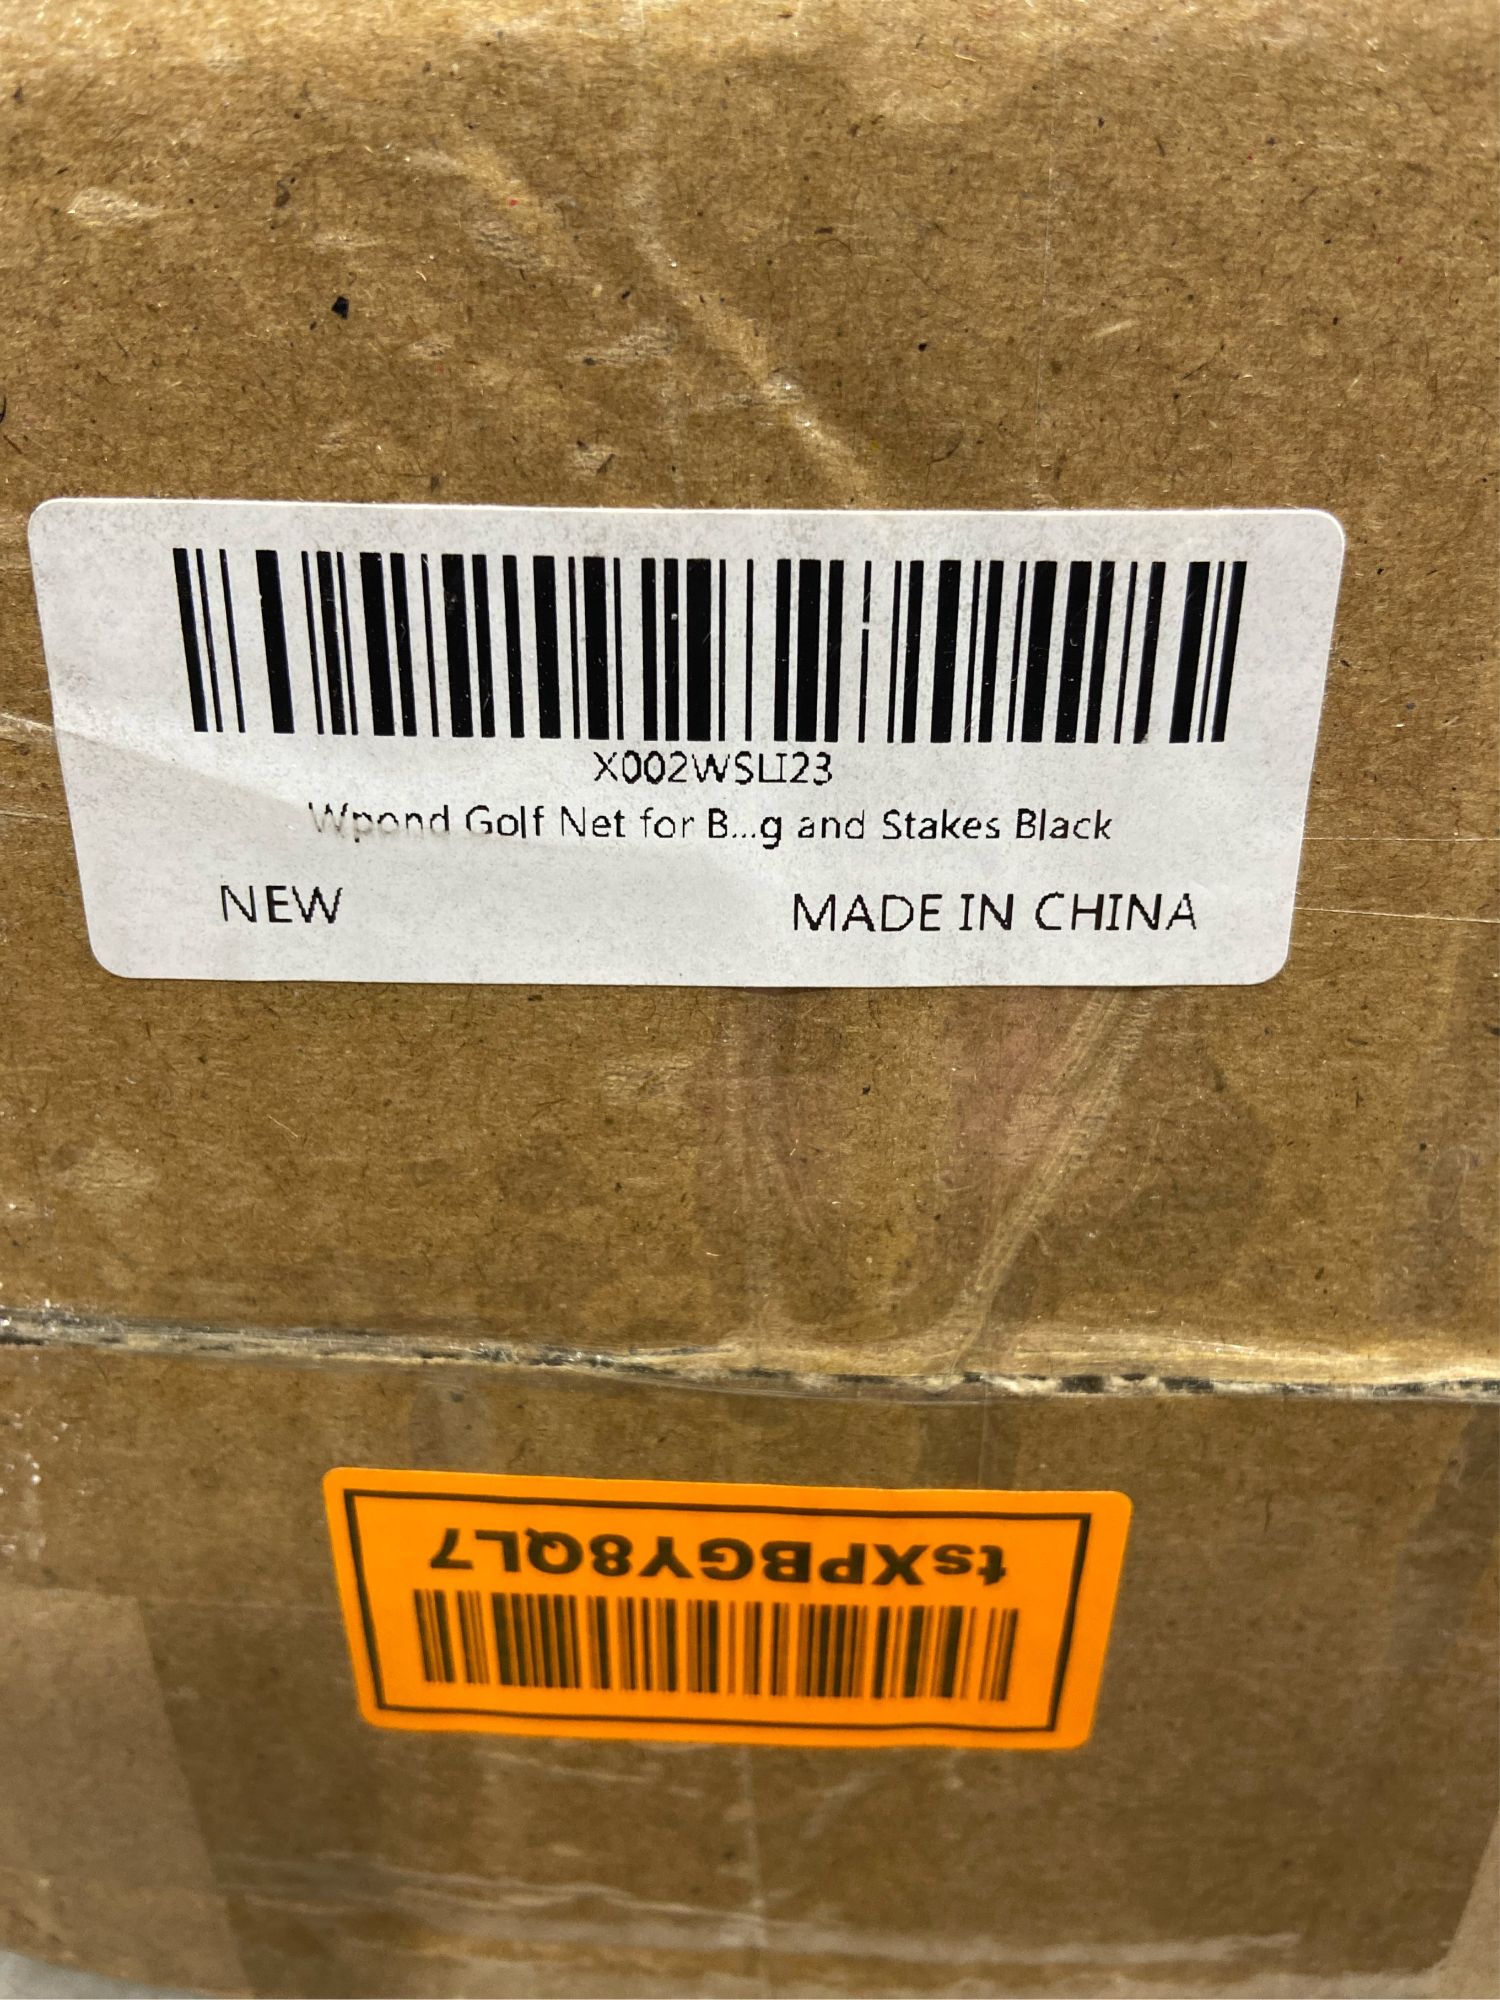 X002WSLI23
Wpond Golf Net for B...g and Stakes Black
NEW MADE IN CHINA
tsXPBGY8QL7